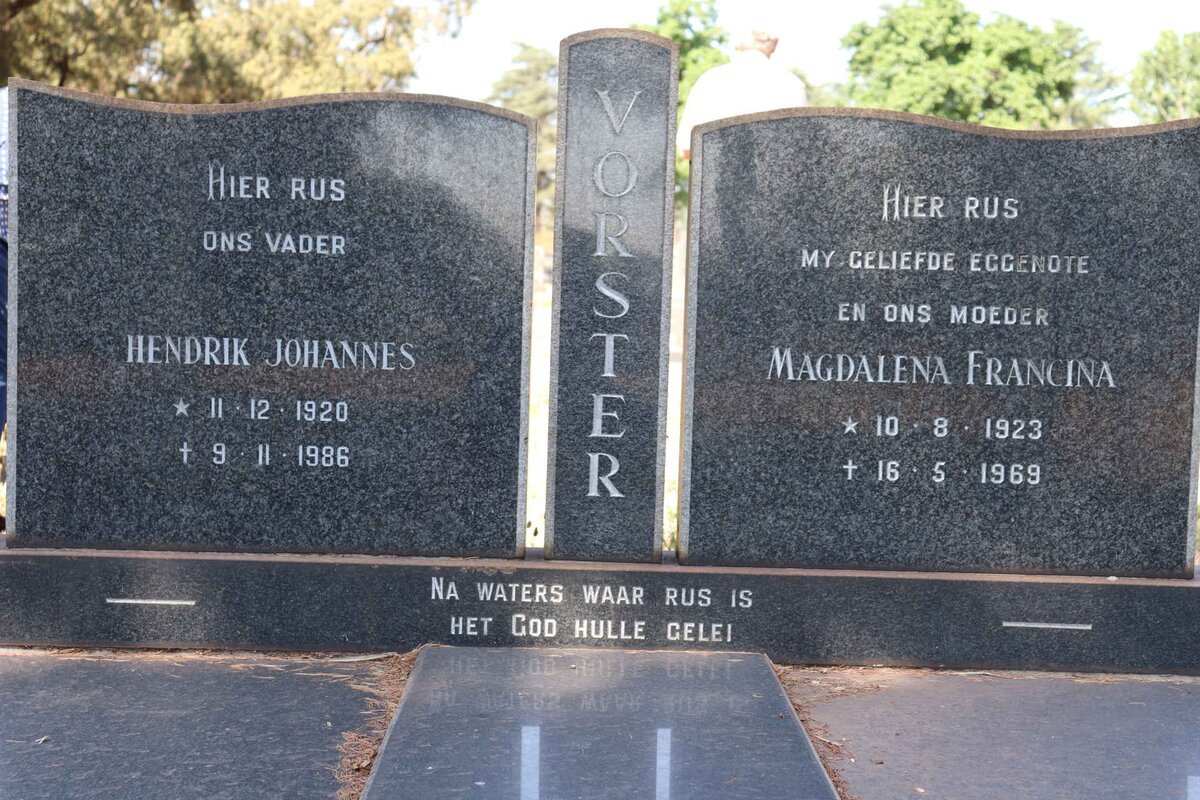 HIER RUS
ONS VADER
HENDRIK JOHANNES
★ 11 · 12 · 1920
✝ 9 · 11 · 1986
VORSTER
HIER RUS
MY GELIEFDE EGGENOTE
EN ONS MOEDER
MAGDALENA FRANCINA
★ 10 · 8 · 1923
✝ 16 · 5 · 1969
NA WATERS WAAR RUS IS
HET GOD HULLE GELEI